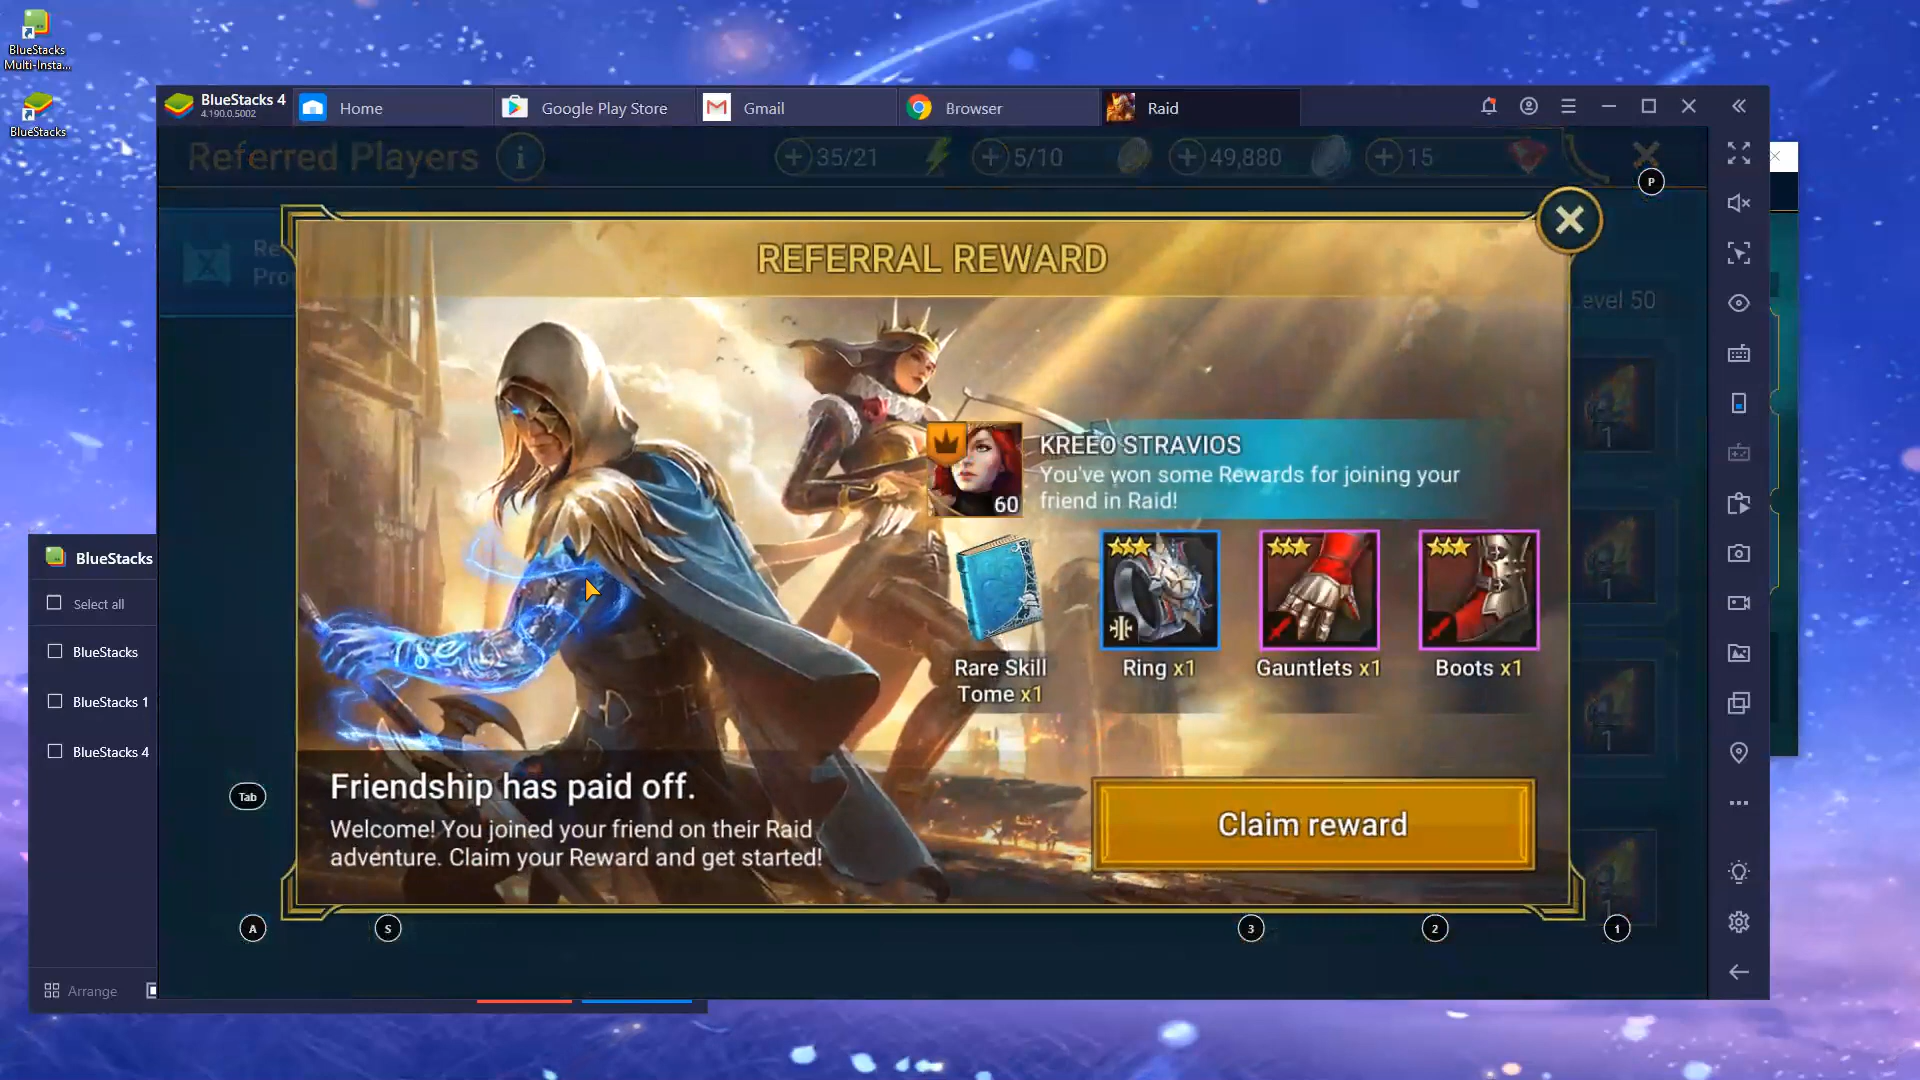 BlueStacks
Multi-Insta...
BlueStacks
BlueStacks 4
4.190.0.5002
Home
Google Play Store
Gmail
Browser
Raid
Referred Players
i
35/21
5/10
49,880
15
P
REFERRAL REWARD
Level 50
KREEO STRAVIOS
You've won some Rewards for joining your
friend in Raid!
60
Rare Skill
Tome x1
Ring x1
Gauntlets x1
Boots x1
1
1
1
1
BlueStacks
Select all
BlueStacks
BlueStacks 1
BlueStacks 4
Arrange
Tab
Friendship has paid off.
Welcome! You joined your friend on their Raid
adventure. Claim your Reward and get started!
Claim reward
A
S
3
2
1